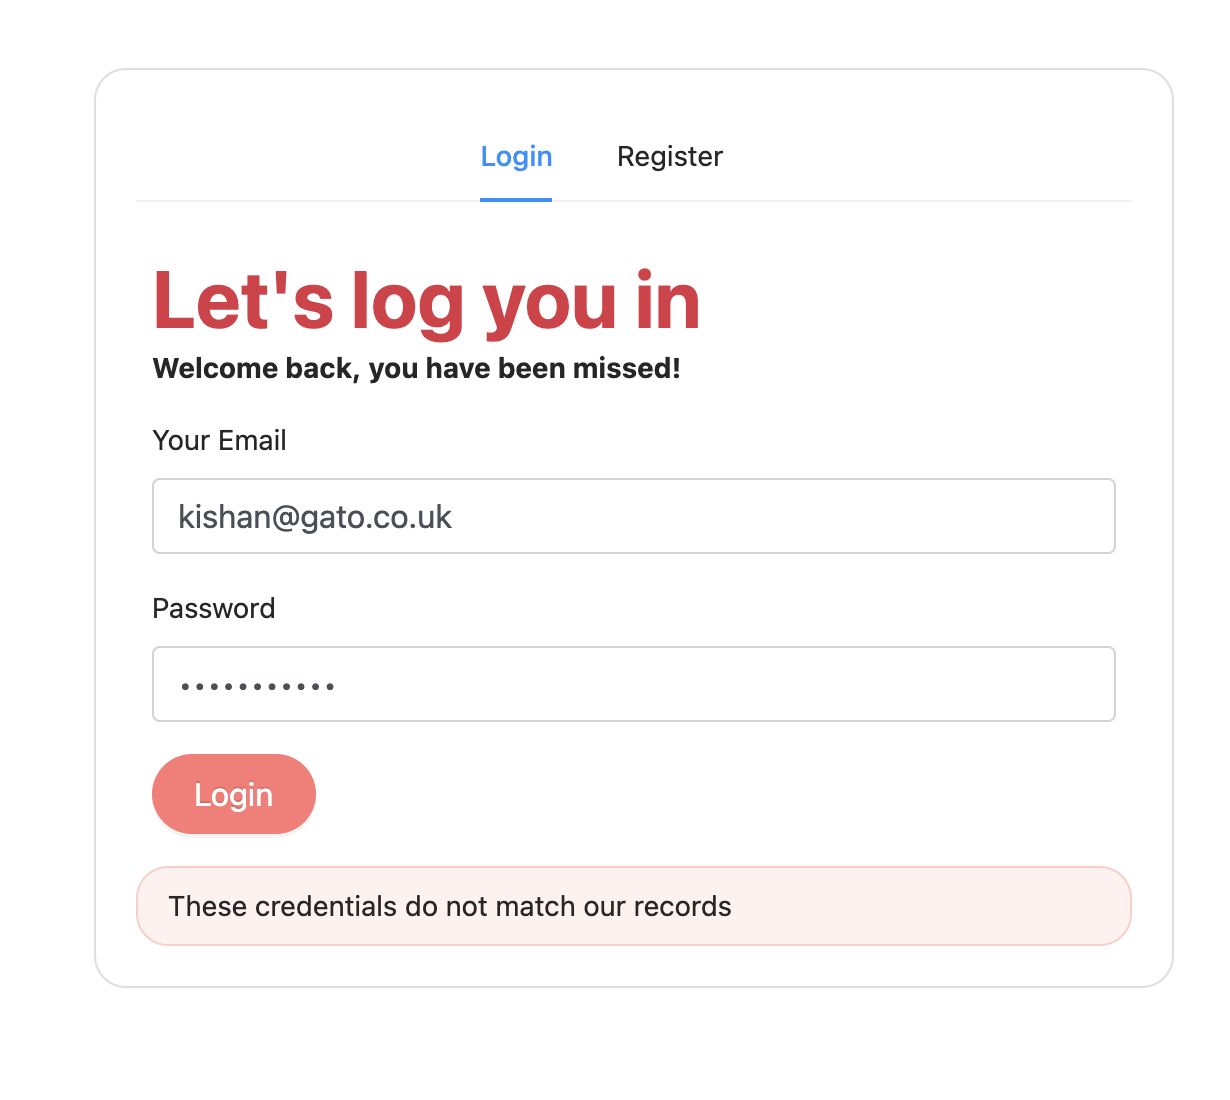 Login Register
Let's log you in
Welcome back, you have been missed!
Your Email
kishan@gato.co.uk
Password
•••••••••••
Login
These credentials do not match our records